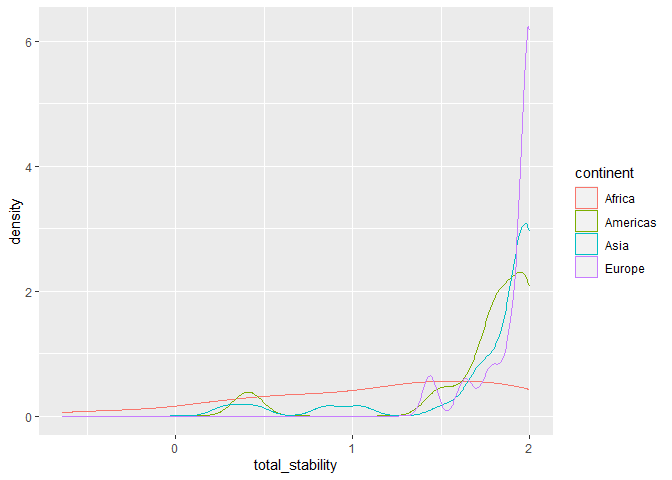 6
4
2
0
density
0
1
2
total_stability
continent
Africa
Americas
Asia
Europe